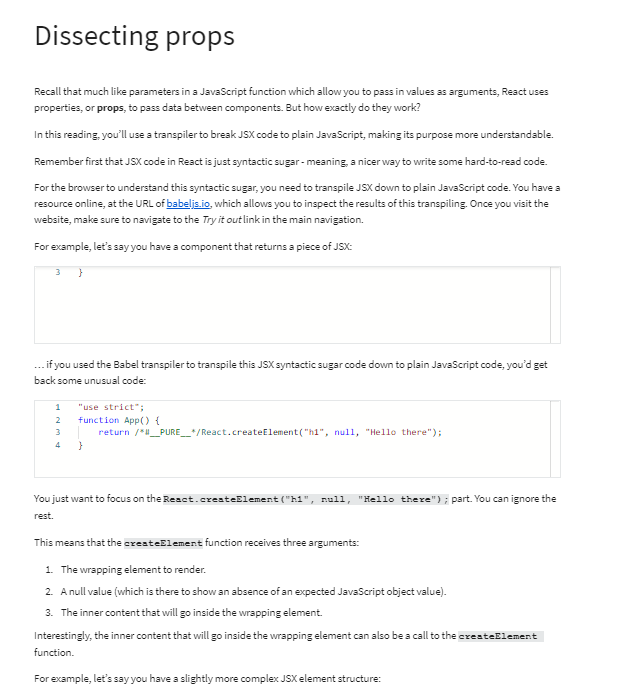 Dissecting props
Recall that much like parameters in a JavaScript function which allow you to pass in values as arguments, React uses
properties, or props, to pass data between components. But how exactly do they work?
In this reading, you'll use a transpiler to break JSX code to plain JavaScript, making its purpose more understandable.
Remember first that JSX code in React is just syntactic sugar - meaning, a nicer way to write some hard-to-read code.
For the browser to understand this syntactic sugar, you need to transpile JSX down to plain JavaScript code. You have a
resource online, at the URL of babeljs.io, which allows you to inspect the results of this transpiling. Once you visit the
website, make sure to navigate to the Try it out link in the main navigation.
For example, let's say you have a component that returns a piece of JSX:
3 }
... if you used the Babel transpiler to transpile this JSX syntactic sugar code down to plain JavaScript code, you'd get
back some unusual code:
1 "use strict";
2 function App() {
3 return /*#__PURE__*/React.createElement("h1", null, "Hello there");
4 }
You just want to focus on the React.createElement("h1", null, "Hello there"); part. You can ignore the
rest.
This means that the createElement function receives three arguments:
1. The wrapping element to render.
2. A null value (which is there to show an absence of an expected JavaScript object value).
3. The inner content that will go inside the wrapping element.
Interestingly, the inner content that will go inside the wrapping element can also be a call to the createElement
function.
For example, let's say you have a slightly more complex JSX element structure: